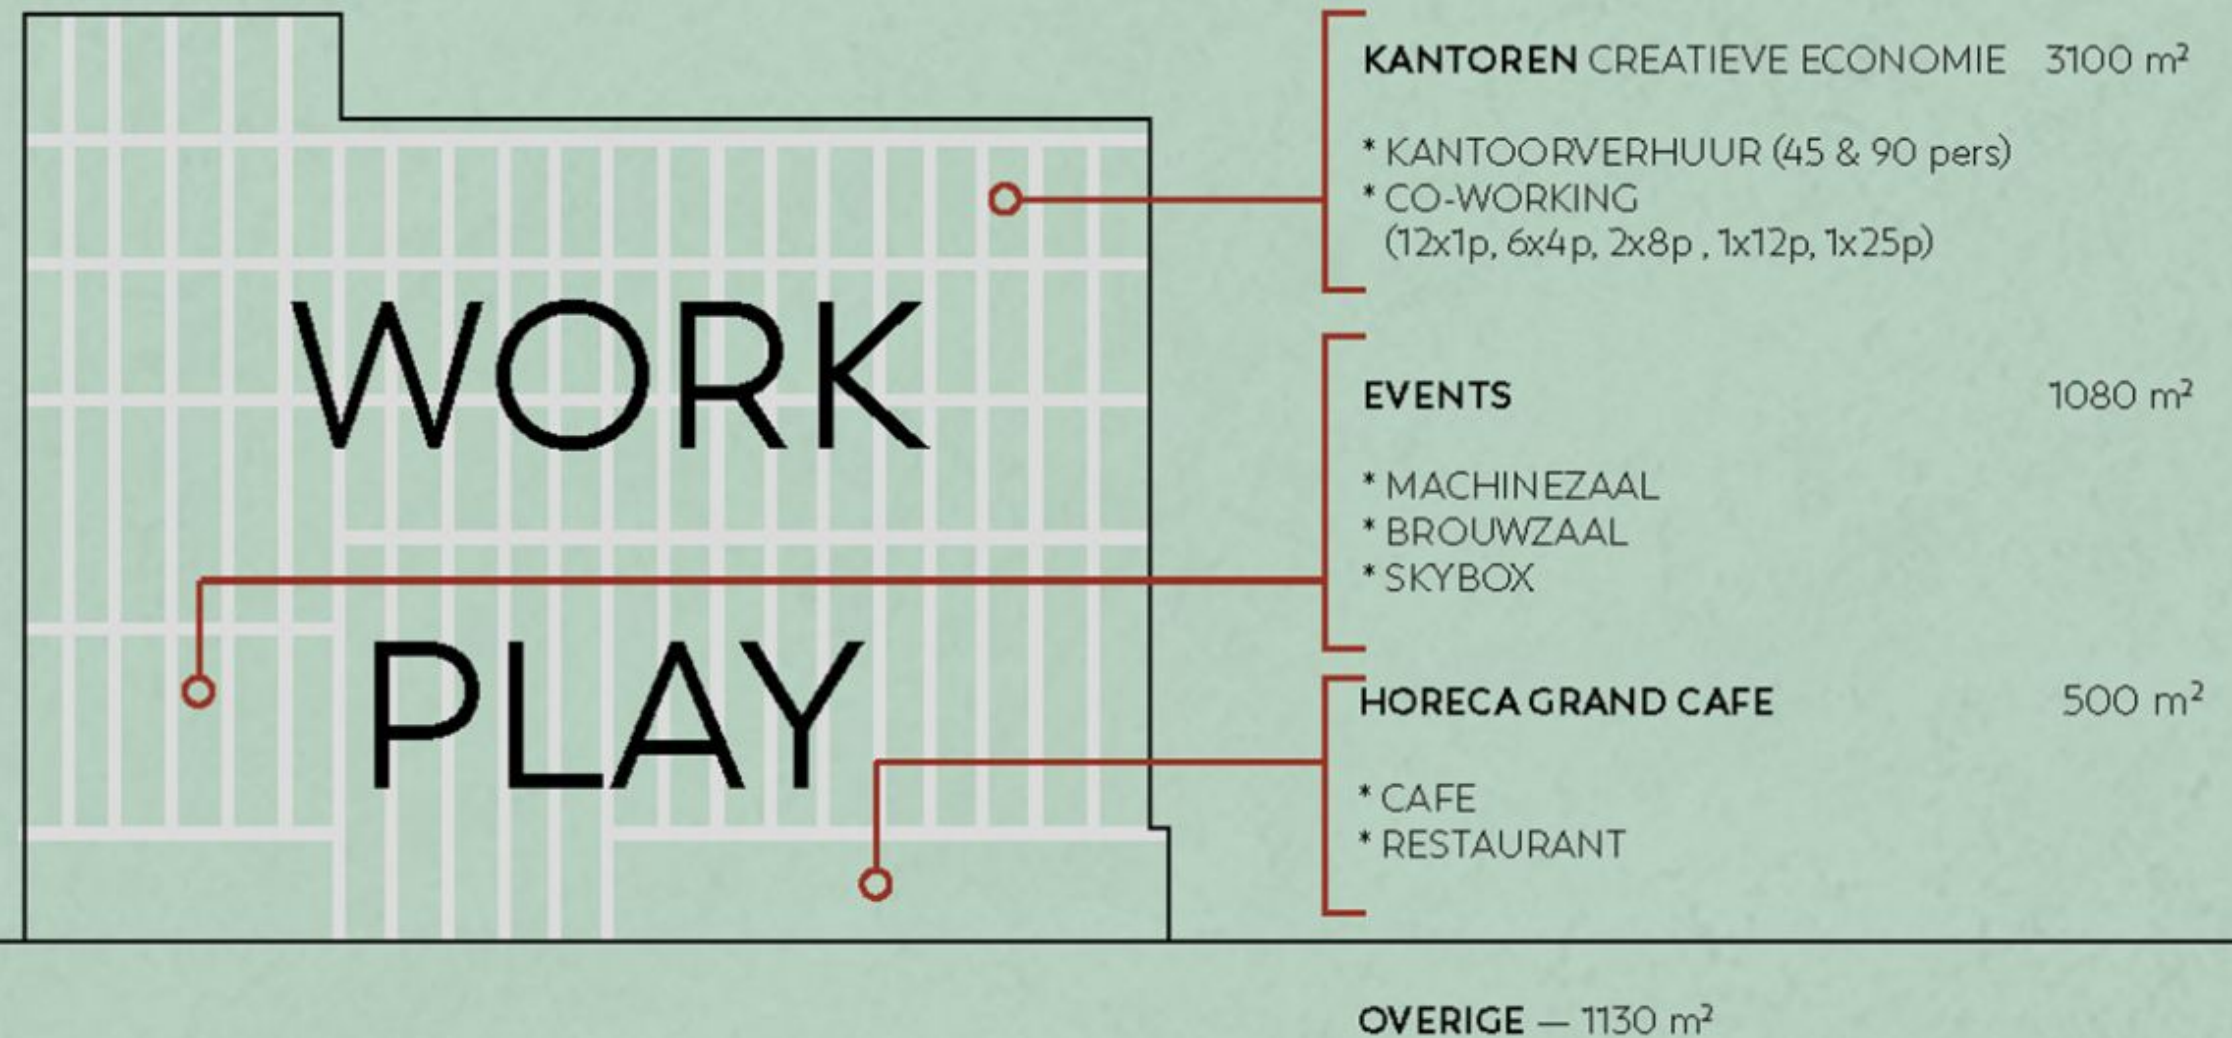 WORK
PLAY
KANTOREN CREATIEVE ECONOMIE 3100 m²
* KANTOORVERHUUR (45 & 90 pers)
* CO-WORKING
(12x1p, 6x4p, 2x8p , 1x12p, 1x25p)
EVENTS 1080 m²
* MACHINEZAAL
* BROUWZAAL
* SKYBOX
HORECA GRAND CAFE 500 m²
* CAFE
* RESTAURANT
OVERIGE — 1130 m²